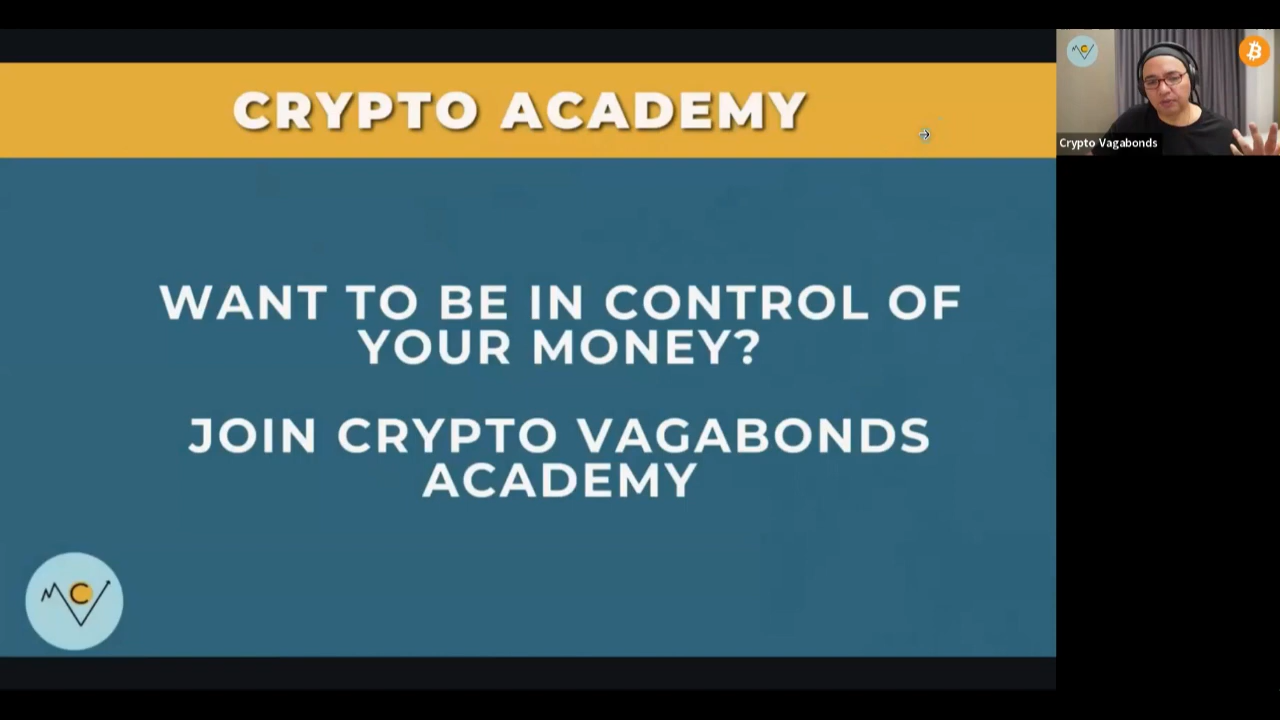 CRYPTO ACADEMY
WANT TO BE IN CONTROL OF
YOUR MONEY?
JOIN CRYPTO VAGABONDS
ACADEMY
Crypto Vagabonds